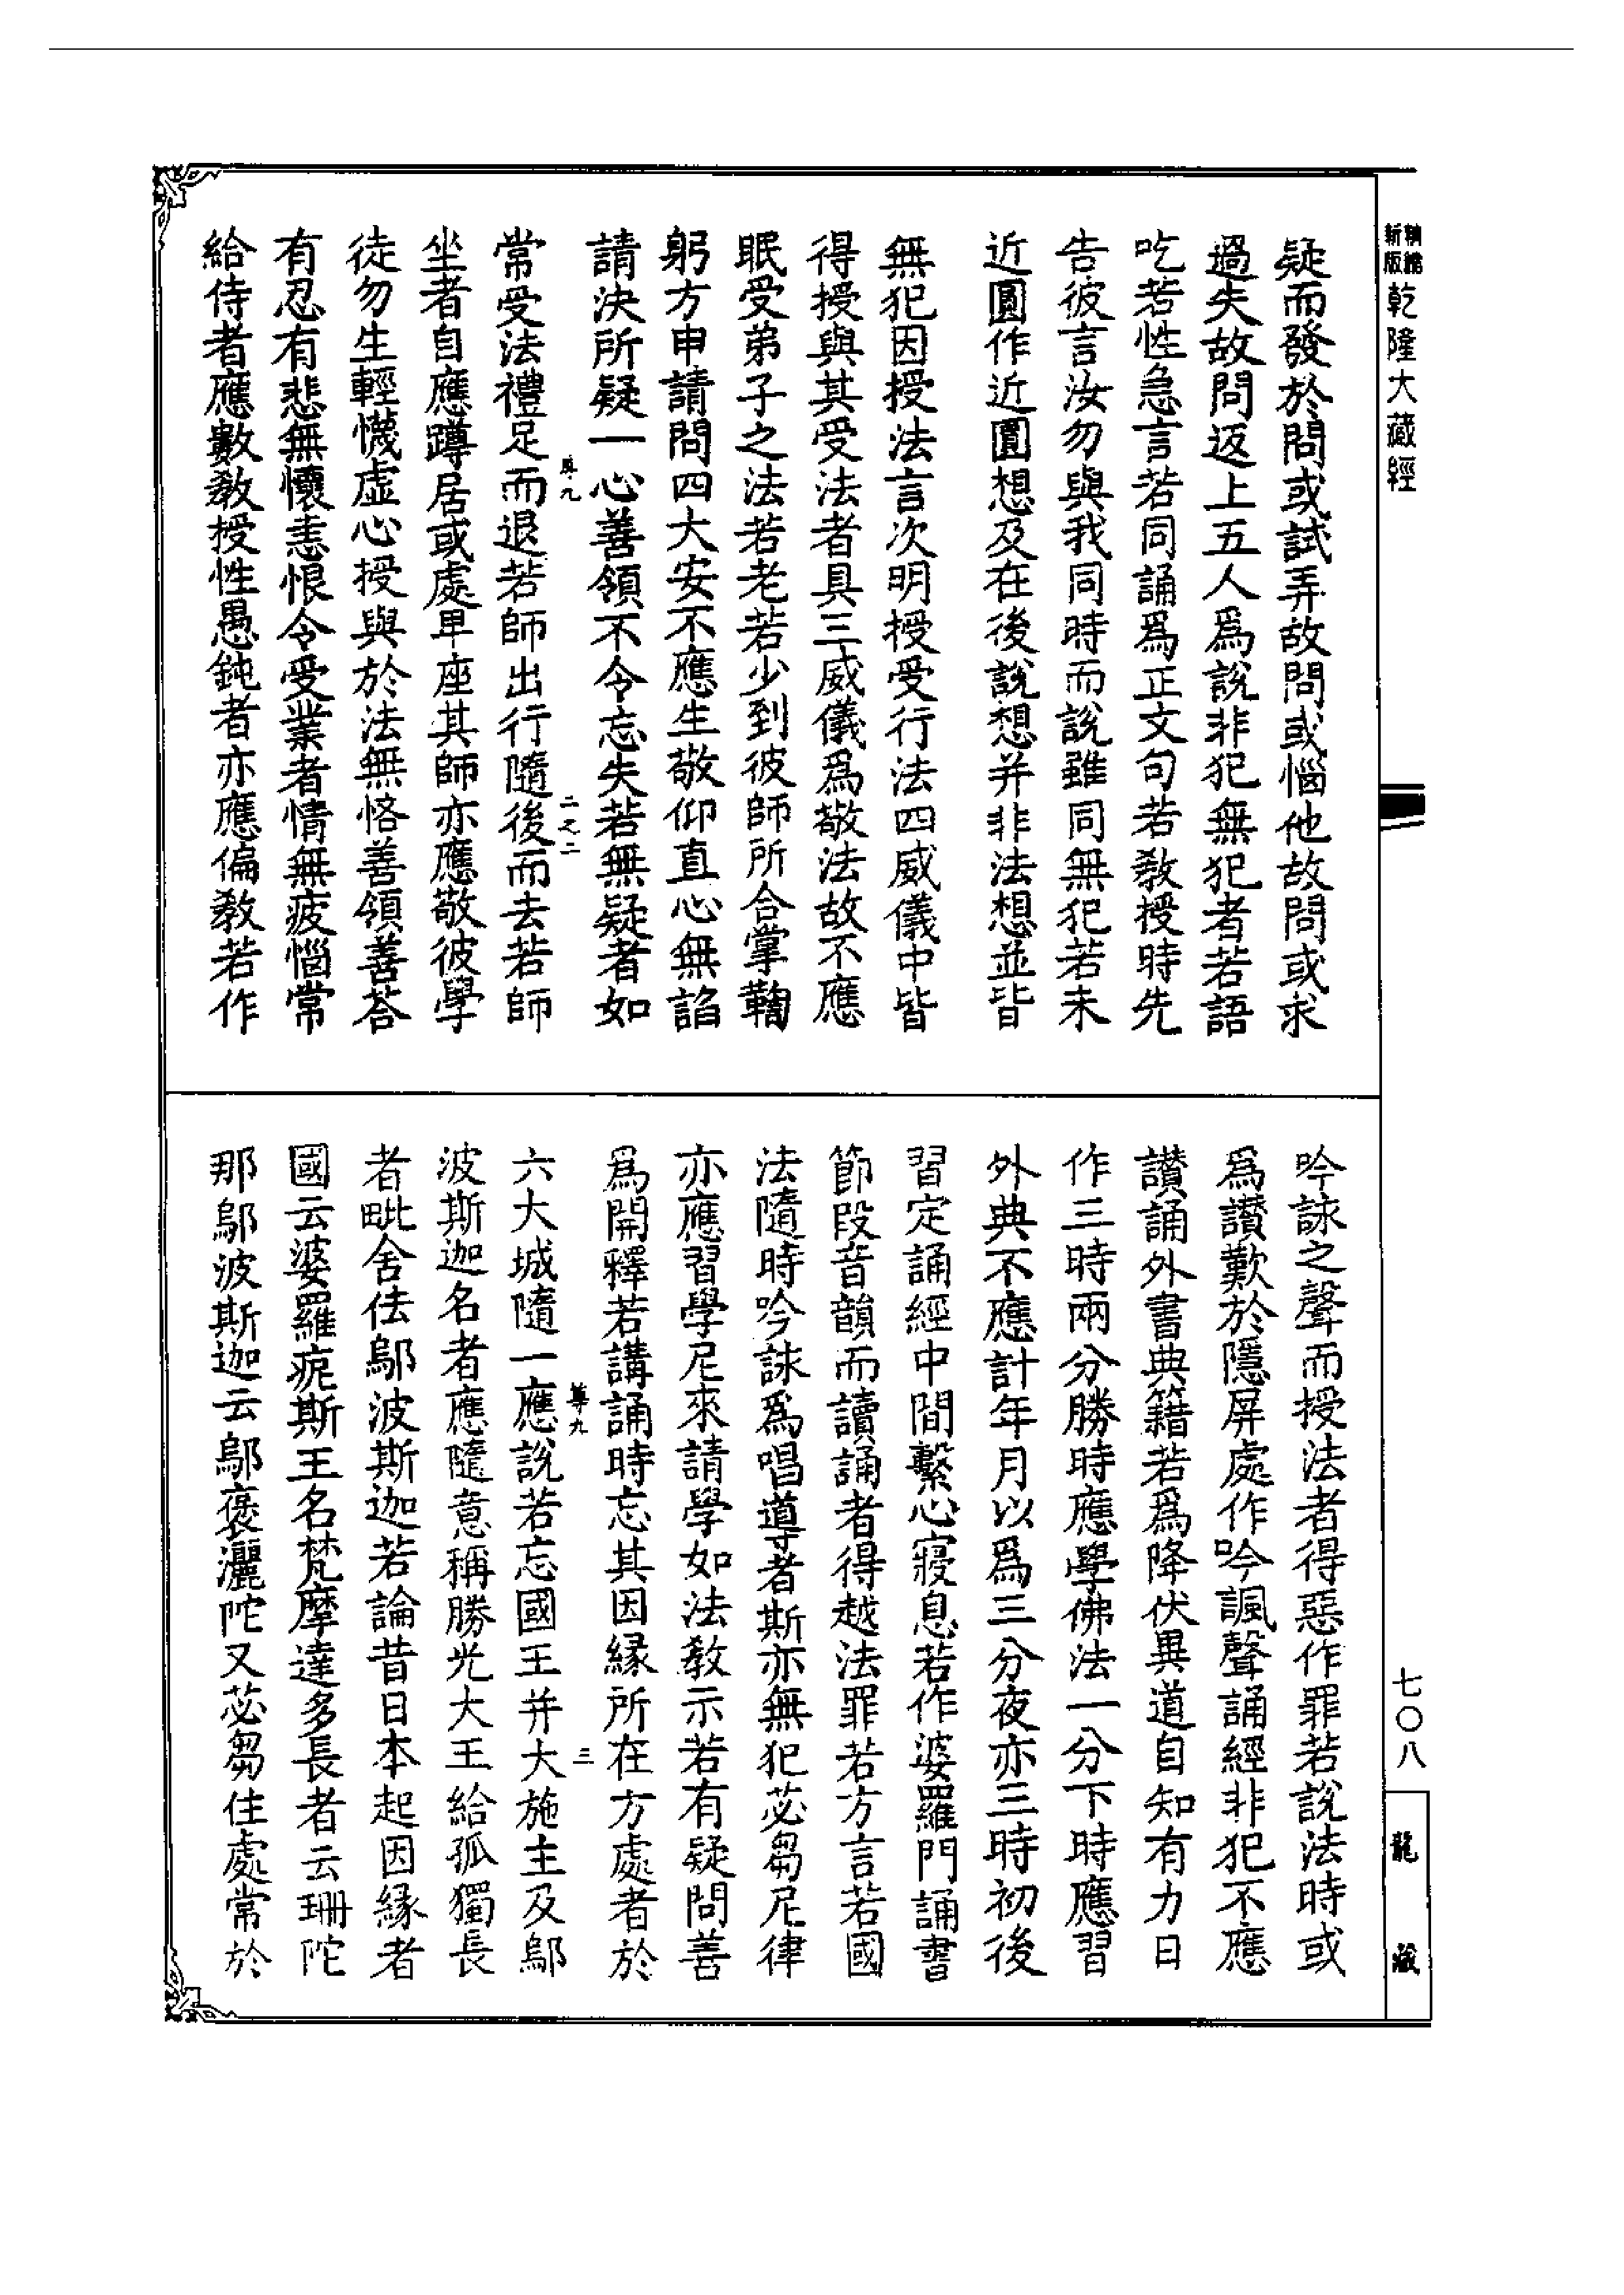 新版
精縮
乾隆大藏經
七〇八
龍藏
疑而發於問或試弄故問或惱他故問或求
過失故問返上五人爲說非犯無犯者若語
吃若性急言若同誦爲正文句若教授時先
告彼言汝勿與我同時而說雖同無犯若未
近圓作近圓想及在後說想并非法想並皆
無犯因授法言次明授受行法四威儀中皆
得授與其受法者具三威儀爲敬法故不應
眠受弟子之法若老若少到彼師所合掌鞠
躬方申請問四大安不應生敬仰直心無諂
請決所疑一心善領不令忘失若無疑者如
二之二
常受法禮足而退若師出行隨後而去若師
坐者自應蹲居或處卑座其師亦應敬彼學
徒勿生輕懱虛心授與於法無悋善領善荅
有忍有悲無懷恚恨令受業者情無疲惱常
給侍者應數教授性愚鈍者亦應偏教若作
吟詠之聲而授法者得惡作罪若說法時或
爲讚歎於隱屏處作吟諷聲誦經非犯不應
讚誦外書典籍若爲降伏異道自知有力日
作三時兩分勝時應學佛法一分下時應習
外典不應計年月以爲三分夜亦三時初後
習定誦經中間繫心寢息若作婆羅門誦書
節段音韻而讀誦者得越法罪若方言若國
法隨時吟詠爲唱導者斯亦無犯苾芻尼律
亦應習學尼來請學如法教示若有疑問善
爲開釋若講誦時忘其因緣所在方處者於
三
六大城隨一應說若忘國王并大施主及鄔
波斯迦名者應隨意稱勝光大王給孤獨長
者毗舍佉鄔波斯迦若論昔日本起因緣者
國云婆羅痆斯王名梵摩達多長者云珊陀
那鄔波斯迦云鄔褒灑陀又苾芻住處常於